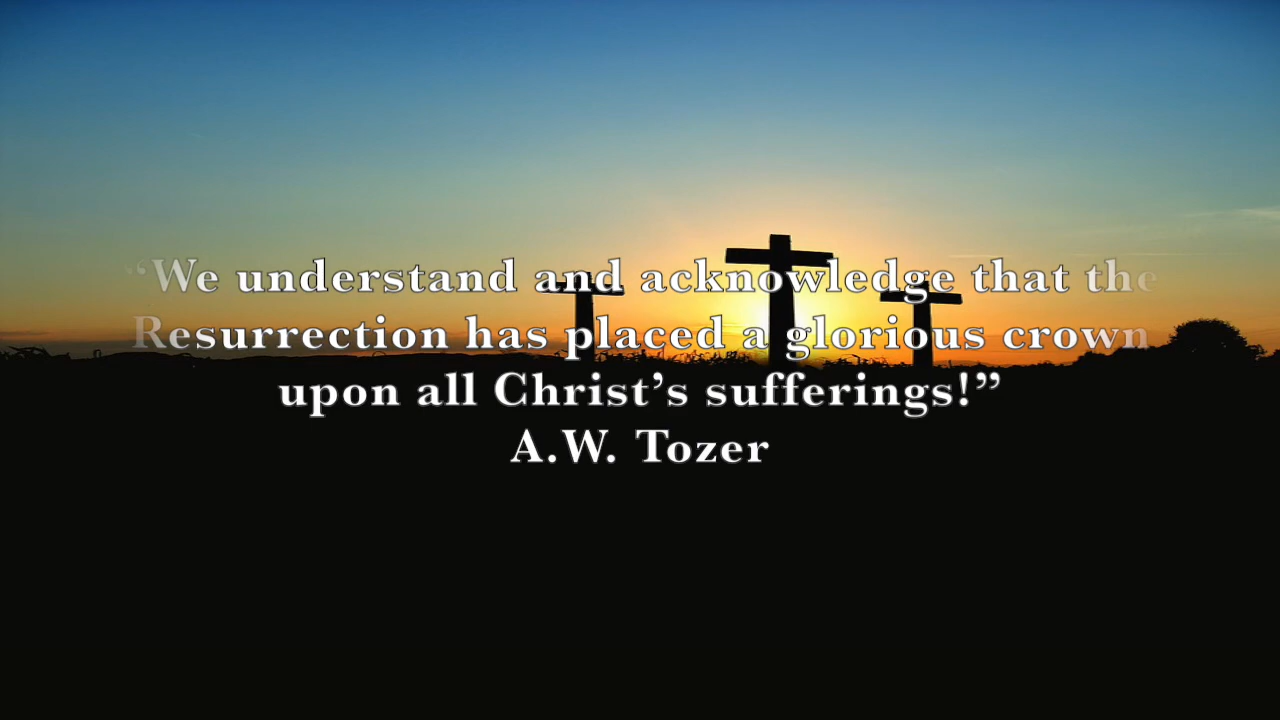 “We understand and acknowledge that the
Resurrection has placed a glorious crown
upon all Christ’s sufferings!”
A.W. Tozer